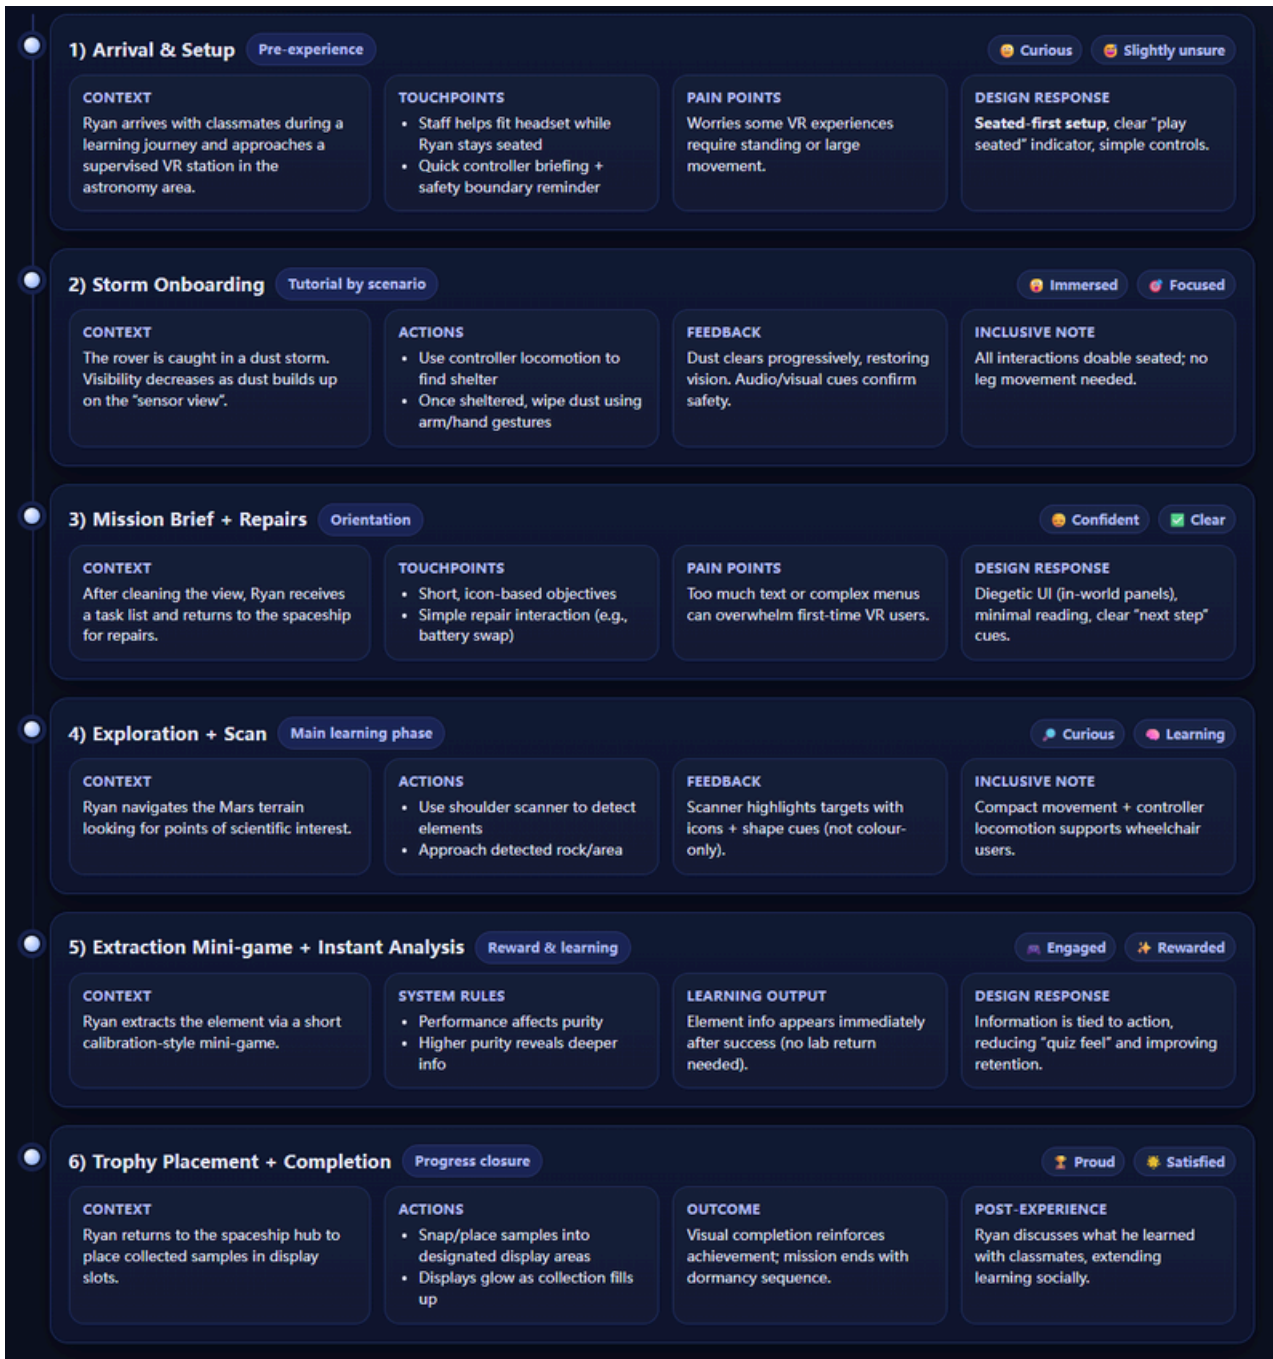 1) Arrival & Setup
Pre-experience
Curious
Slightly unsure
CONTEXT
Ryan arrives with classmates during a
learning journey and approaches a
supervised VR station in the
astronomy area.
TOUCHPOINTS
• Staff helps fit headset while
Ryan stays seated
• Quick controller briefing +
safety boundary reminder
PAIN POINTS
Worries some VR experiences
require standing or large
movement.
DESIGN RESPONSE
Seated-first setup, clear “play
seated” indicator, simple controls.
2) Storm Onboarding
Tutorial by scenario
Immersed
Focused
CONTEXT
The rover is caught in a dust storm.
Visibility decreases as dust builds up
on the “sensor view”.
ACTIONS
• Use controller locomotion to
find shelter
• Once sheltered, wipe dust using
arm/hand gestures
FEEDBACK
Dust clears progressively, restoring
vision. Audio/visual cues confirm
safety.
INCLUSIVE NOTE
All interactions doable seated; no
leg movement needed.
3) Mission Brief + Repairs
Orientation
Confident
Clear
CONTEXT
After cleaning the view, Ryan receives
a task list and returns to the spaceship
for repairs.
TOUCHPOINTS
• Short, icon-based objectives
• Simple repair interaction (e.g.,
battery swap)
PAIN POINTS
Too much text or complex menus
can overwhelm first-time VR users.
DESIGN RESPONSE
Diegetic UI (in-world panels),
minimal reading, clear “next step”
cues.
4) Exploration + Scan
Main learning phase
Curious
Learning
CONTEXT
Ryan navigates the Mars terrain
looking for points of scientific interest.
ACTIONS
• Use shoulder scanner to detect
elements
• Approach detected rock/area
FEEDBACK
Scanner highlights targets with
icons + shape cues (not colour-
only).
INCLUSIVE NOTE
Compact movement + controller
locomotion supports wheelchair
users.
5) Extraction Mini-game + Instant Analysis
Reward & learning
Engaged
Rewarded
CONTEXT
Ryan extracts the element via a short
calibration-style mini-game.
SYSTEM RULES
• Performance affects purity
• Higher purity reveals deeper
info
LEARNING OUTPUT
Element info appears immediately
after success (no lab return
needed).
DESIGN RESPONSE
Information is tied to action,
reducing “quiz feel” and improving
retention.
6) Trophy Placement + Completion
Progress closure
Proud
Satisfied
CONTEXT
Ryan returns to the spaceship hub to
place collected samples in display
slots.
ACTIONS
• Snap/place samples into
designated display areas
• Displays glow as collection fills
up
OUTCOME
Visual completion reinforces
achievement; mission ends with
dormancy sequence.
POST-EXPERIENCE
Ryan discusses what he learned
with classmates, extending
learning socially.